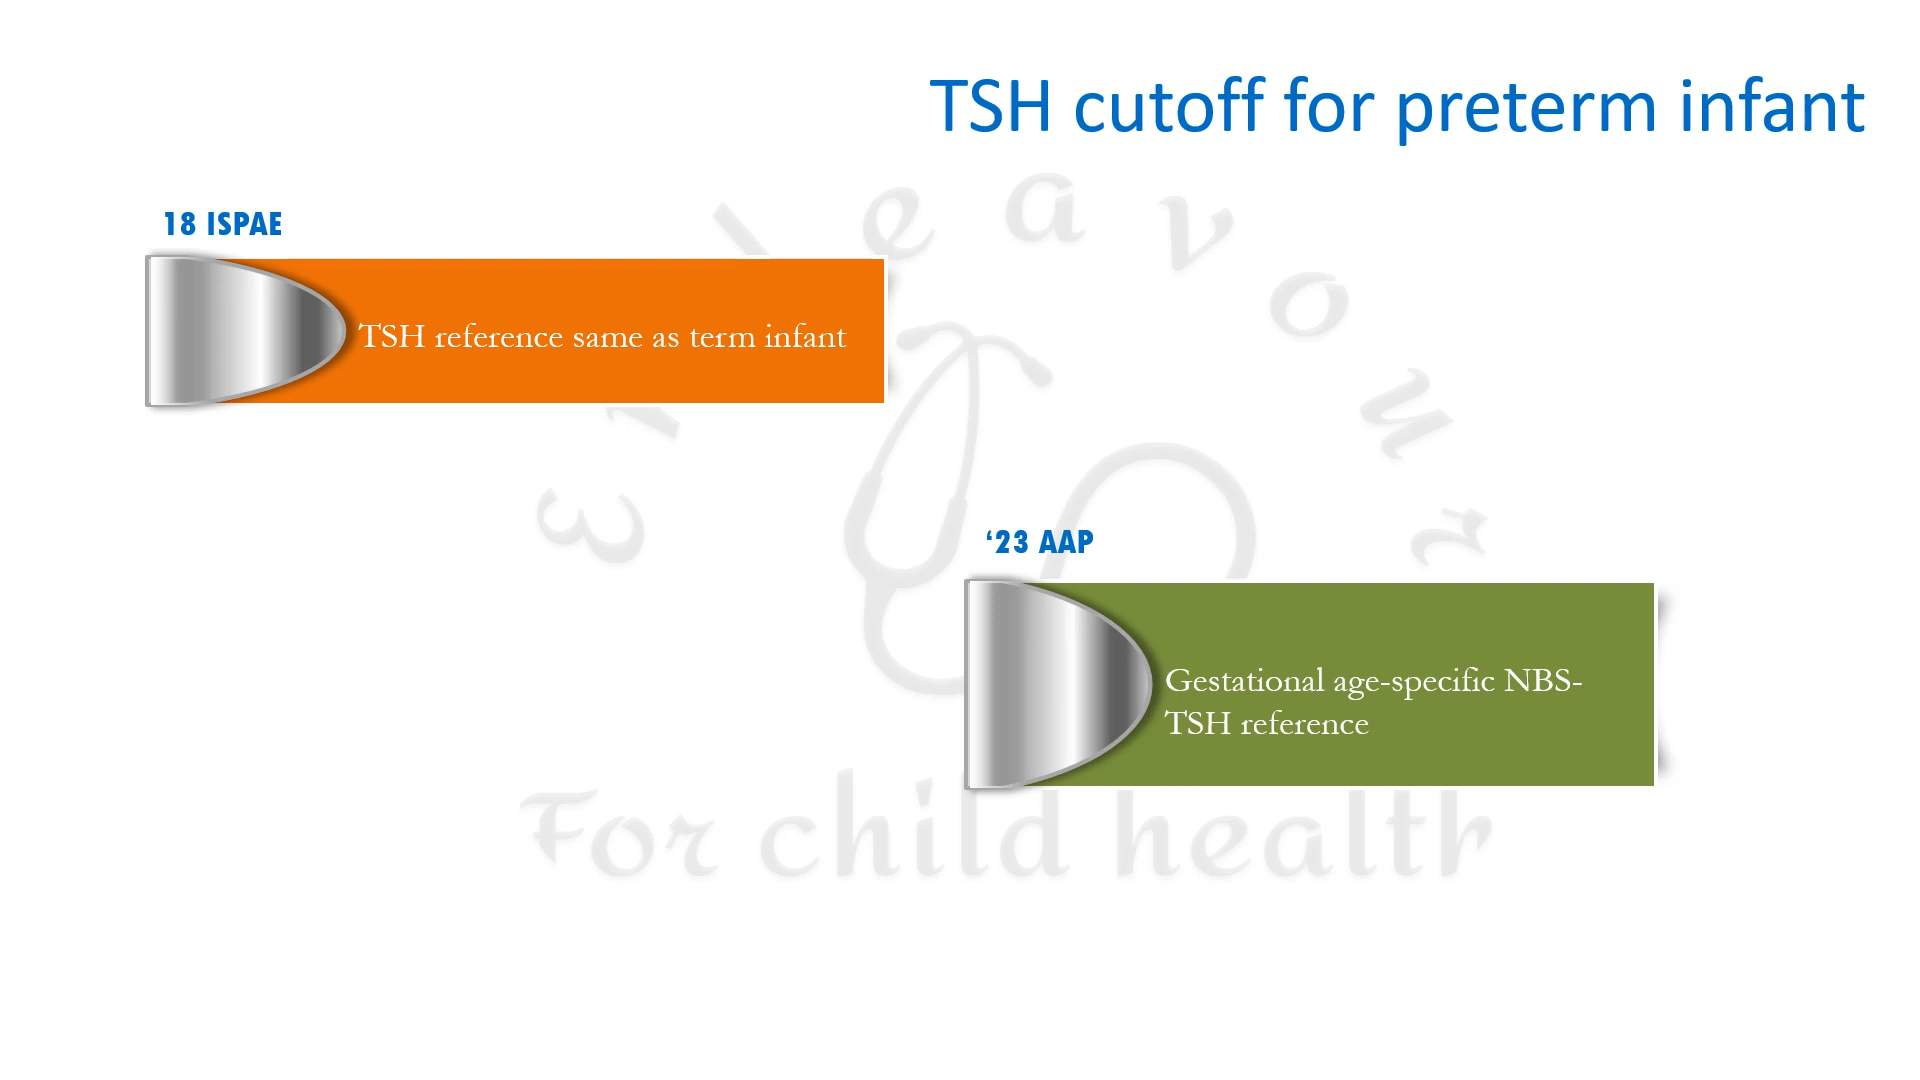 TSH cutoff for preterm infant
18 ISPAE
TSH reference same as term infant
‘23 AAP
Gestational age-specific NBS-
TSH reference
For child health